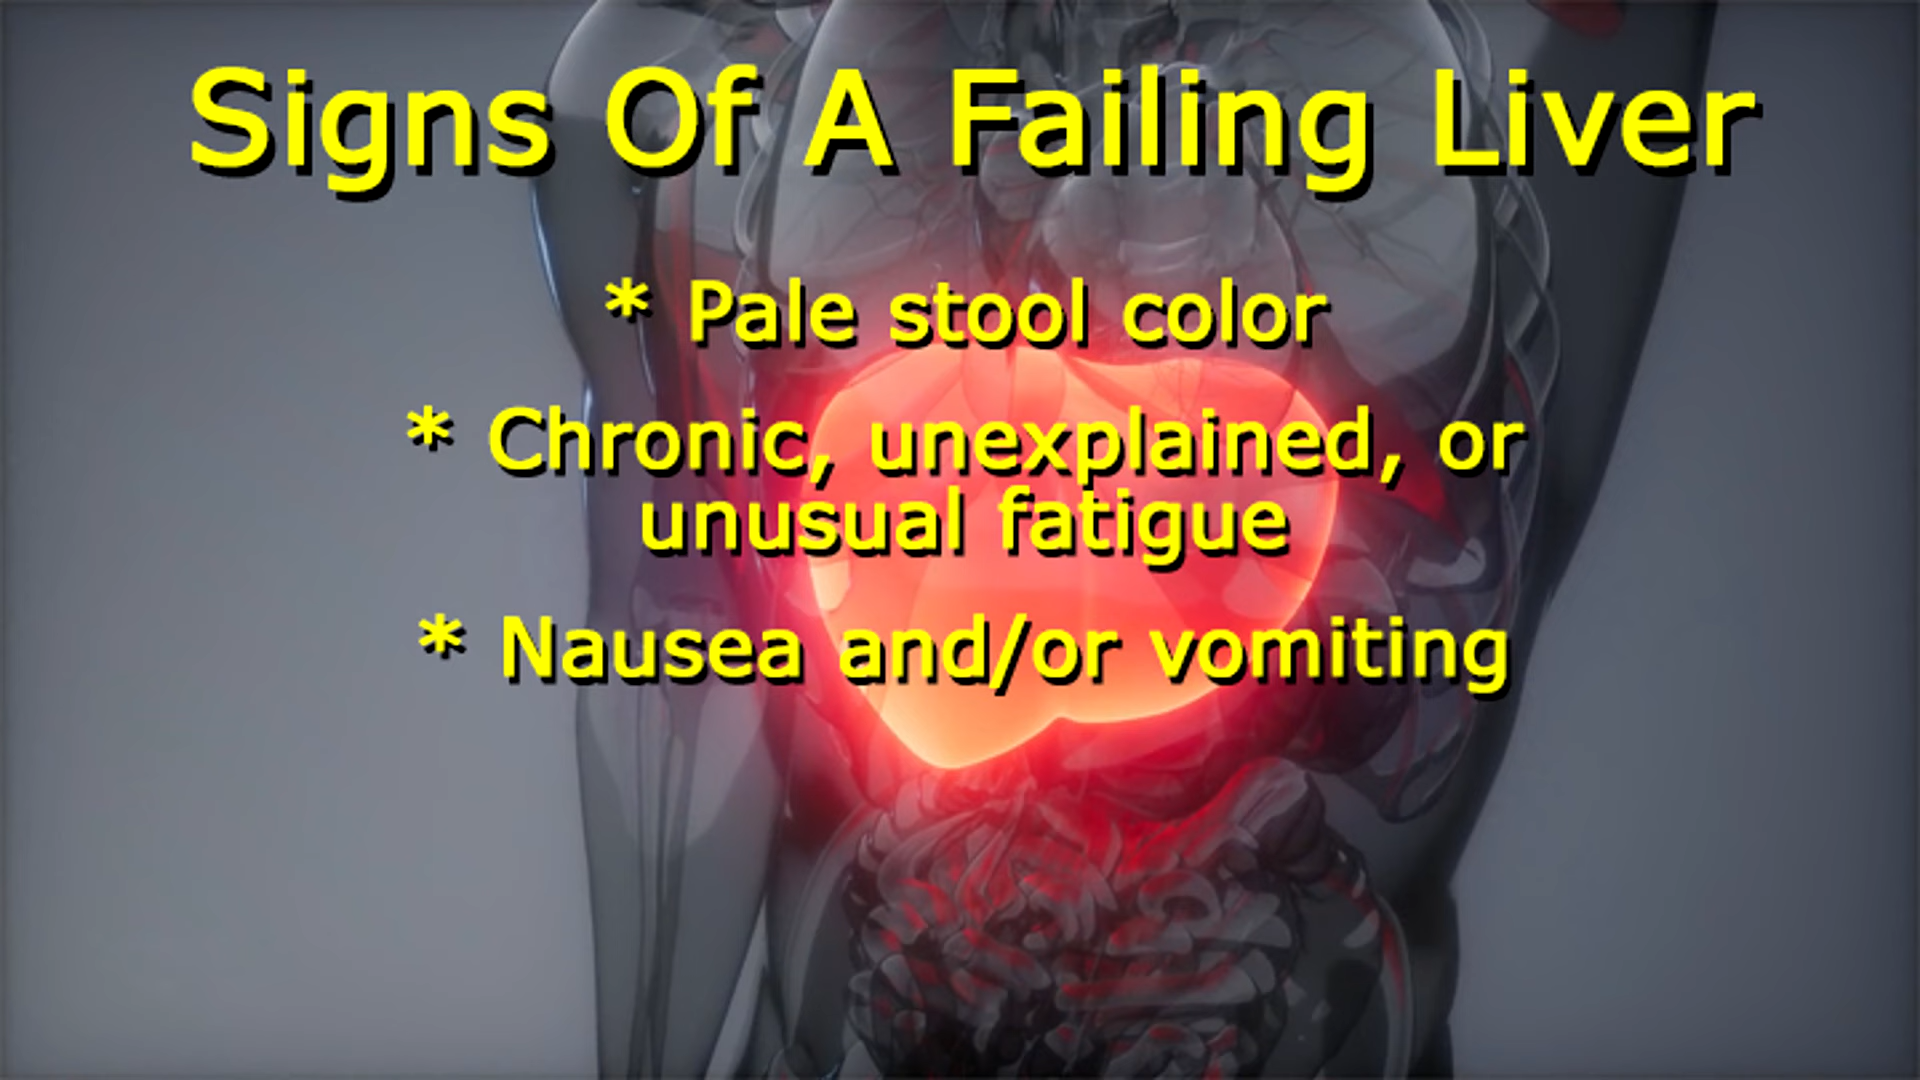 Signs Of A Failing Liver
* Pale stool color
* Chronic, unexplained, or
unusual fatigue
* Nausea and/or vomiting